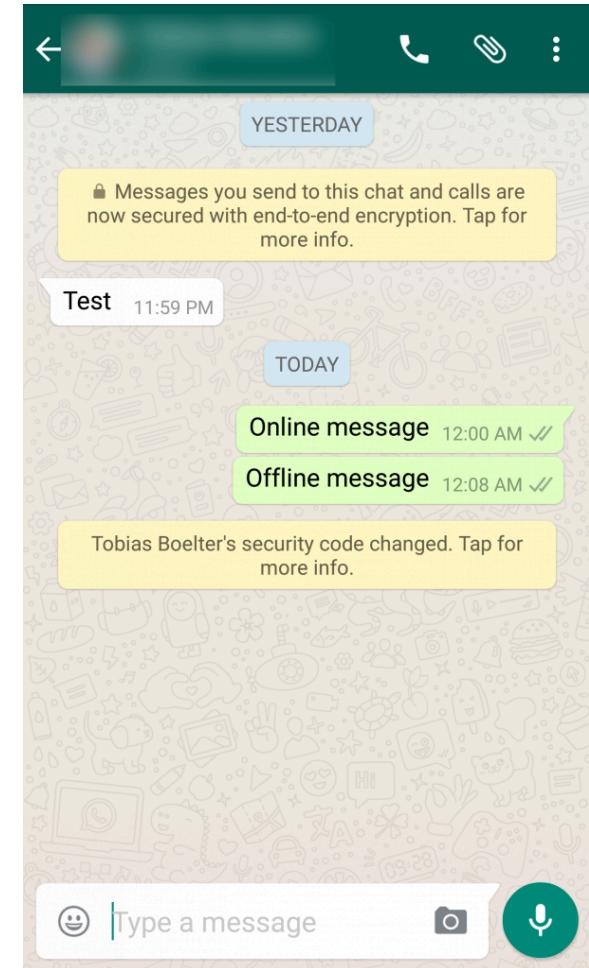 YESTERDAY
Messages you send to this chat and calls are
now secured with end-to-end encryption. Tap for
more info.
Test 11:59 PM
TODAY
Online message 12:00 AM
Offline message 12:08 AM
Tobias Boelter's security code changed. Tap for
more info.
Type a message